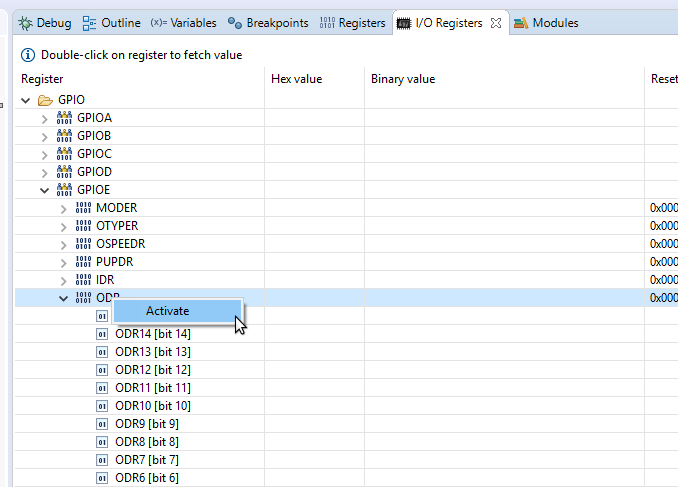 Debug Outline (x)= Variables Breakpoints 1010 0101 Registers I/O Registers Modules
Double-click on register to fetch value
Register Hex value Binary value Reset
GPIO
GPIOA
GPIOB
GPIOC
GPIOD
GPIOE
MODER 0x000
OTYPER 0x000
OSPEEDR 0x000
PUPDR 0x000
IDR 0x000
ODR 0x000
Activate
ODR14 [bit 14]
ODR13 [bit 13]
ODR12 [bit 12]
ODR11 [bit 11]
ODR10 [bit 10]
ODR9 [bit 9]
ODR8 [bit 8]
ODR7 [bit 7]
ODR6 [bit 6]